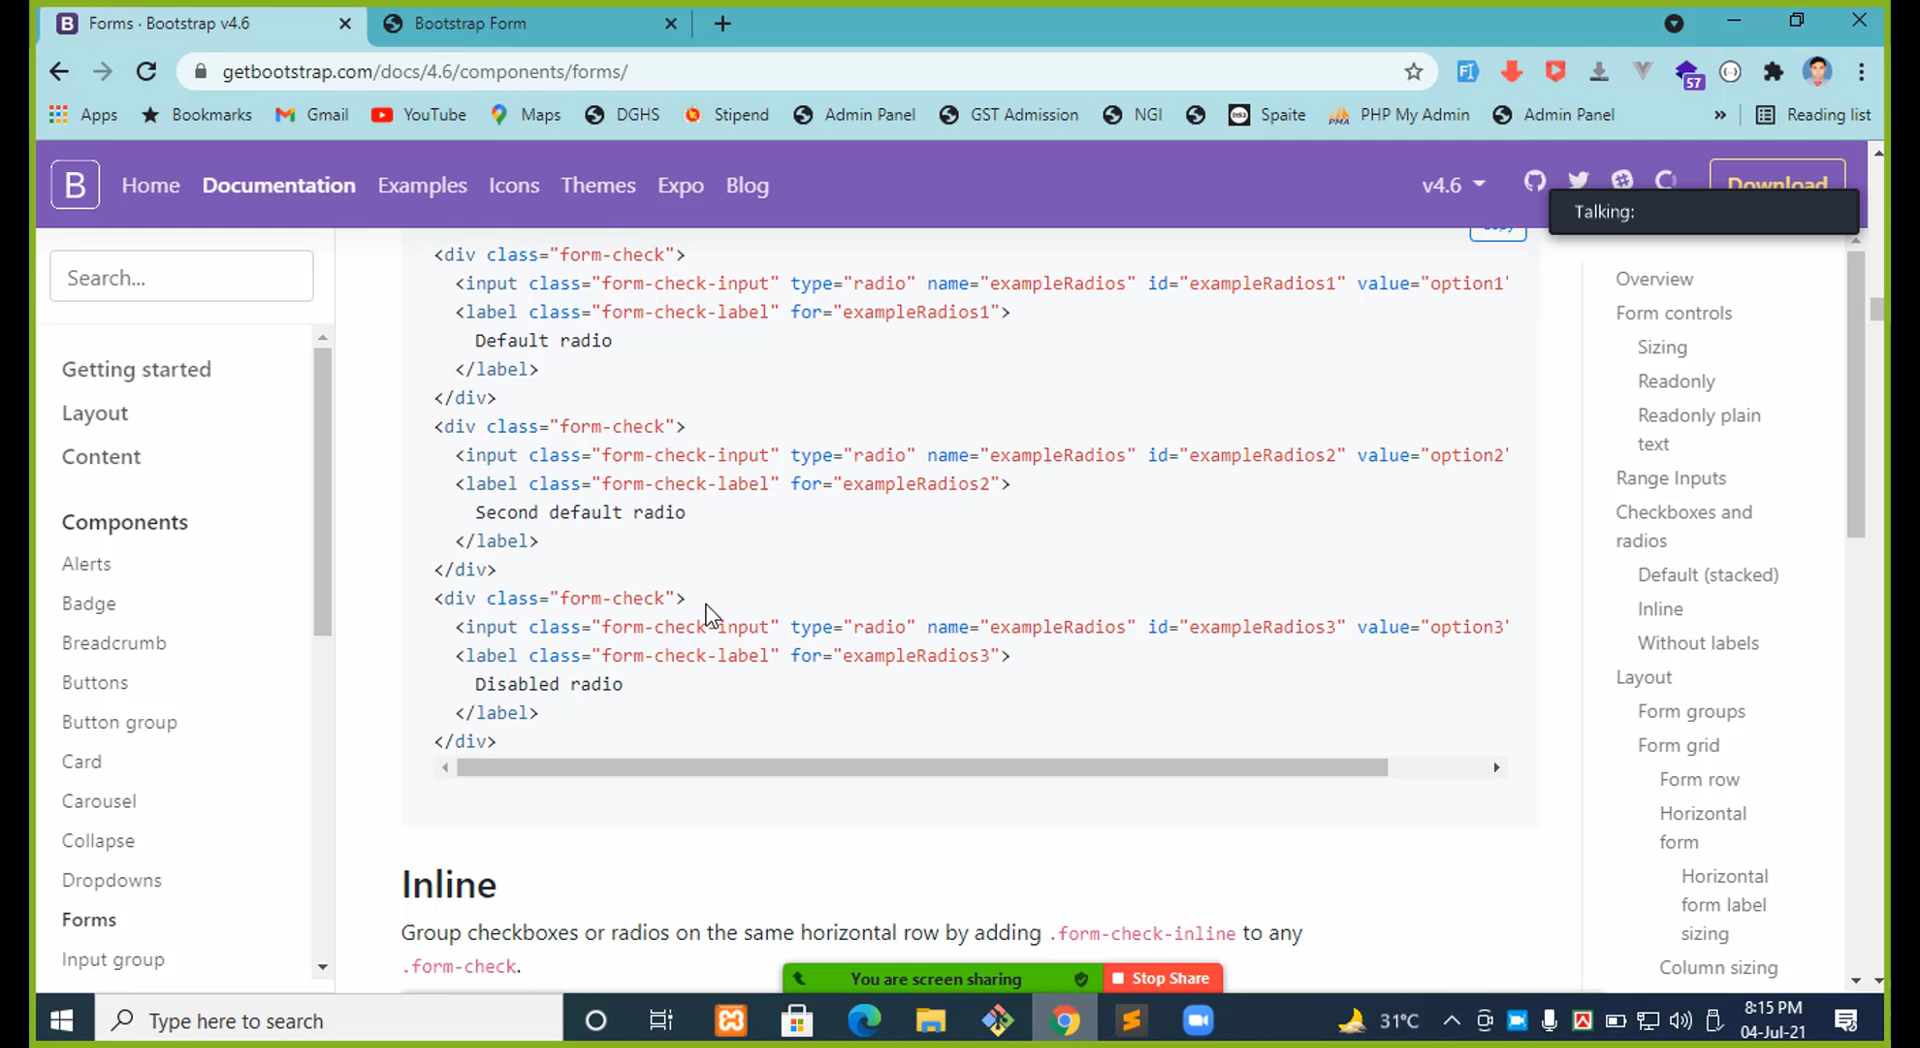 Forms · Bootstrap v4.6
Bootstrap Form
getbootstrap.com/docs/4.6/components/forms/
57
Apps Bookmarks Gmail YouTube Maps DGHS Stipend Admin Panel GST Admission NGI Spaite PHP My Admin Admin Panel » Reading list
B Home Documentation Examples Icons Themes Expo Blog v4.6 Download
Talking:
Search...
Getting started
Layout
Content
Components
Alerts
Badge
Breadcrumb
Buttons
Button group
Card
Carousel
Collapse
Dropdowns
Forms
Input group
Copy
<div class="form-check">
<input class="form-check-input" type="radio" name="exampleRadios" id="exampleRadios1" value="option1"
<label class="form-check-label" for="exampleRadios1">
Default radio
</label>
</div>
<div class="form-check">
<input class="form-check-input" type="radio" name="exampleRadios" id="exampleRadios2" value="option2"
<label class="form-check-label" for="exampleRadios2">
Second default radio
</label>
</div>
<div class="form-check">
<input class="form-check-input" type="radio" name="exampleRadios" id="exampleRadios3" value="option3"
<label class="form-check-label" for="exampleRadios3">
Disabled radio
</label>
</div>
Inline
Group checkboxes or radios on the same horizontal row by adding .form-check-inline to any
.form-check.
Overview
Form controls
Sizing
Readonly
Readonly plain
text
Range Inputs
Checkboxes and
radios
Default (stacked)
Inline
Without labels
Layout
Form groups
Form grid
Form row
Horizontal
form
Horizontal
form label
sizing
Column sizing
You are screen sharing Stop Share
Type here to search
31°C
8:15 PM
04-Jul-21